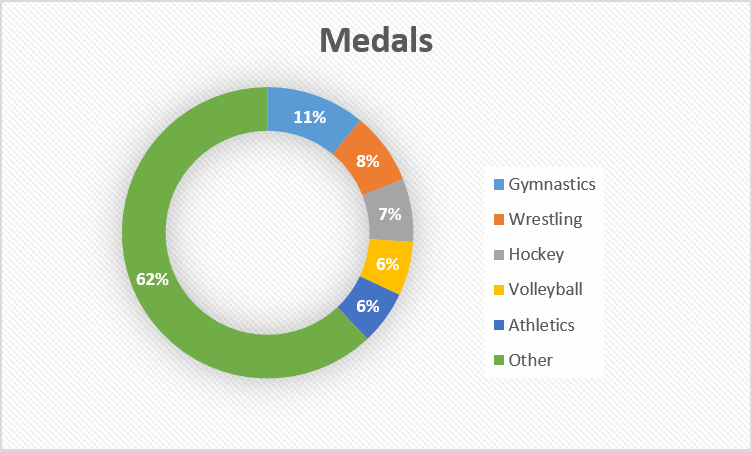 Medals
11%
8%
7%
6%
6%
62%
Gymnastics
Wrestling
Hockey
Volleyball
Athletics
Other